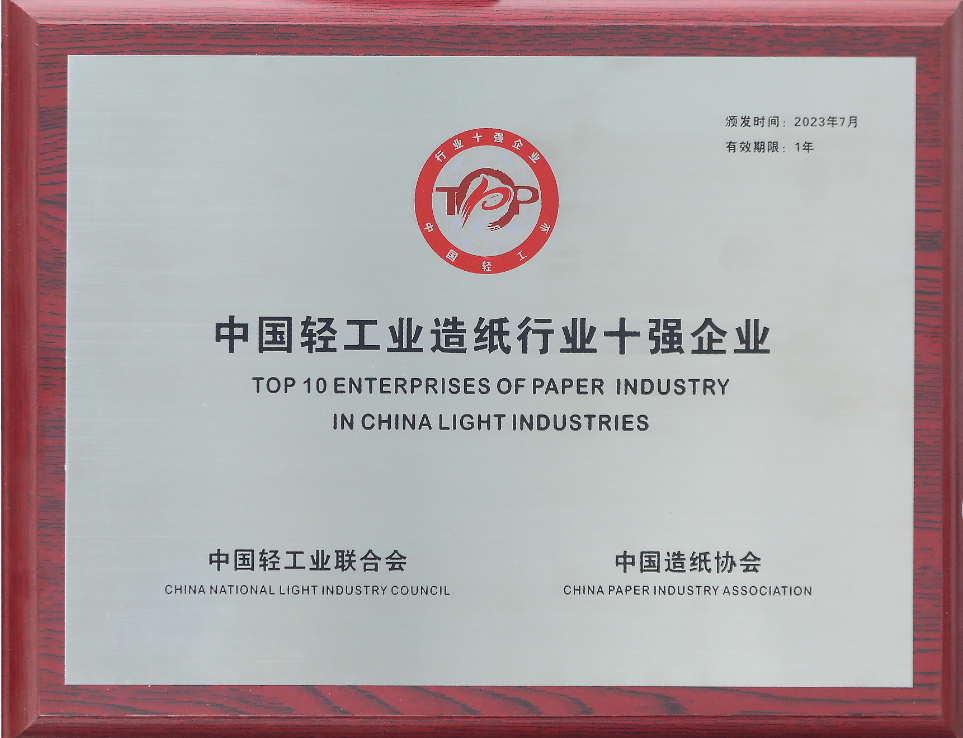 颁发时间：2023年7月
有效期限：1年
行业十强企业
TOP
中国轻工业
中国轻工业造纸行业十强企业
TOP 10 ENTERPRISES OF PAPER INDUSTRY
IN CHINA LIGHT INDUSTRIES
中国轻工业联合会
中国造纸协会
CHINA NATIONAL LIGHT INDUSTRY COUNCIL
CHINA PAPER INDUSTRY ASSOCIATION